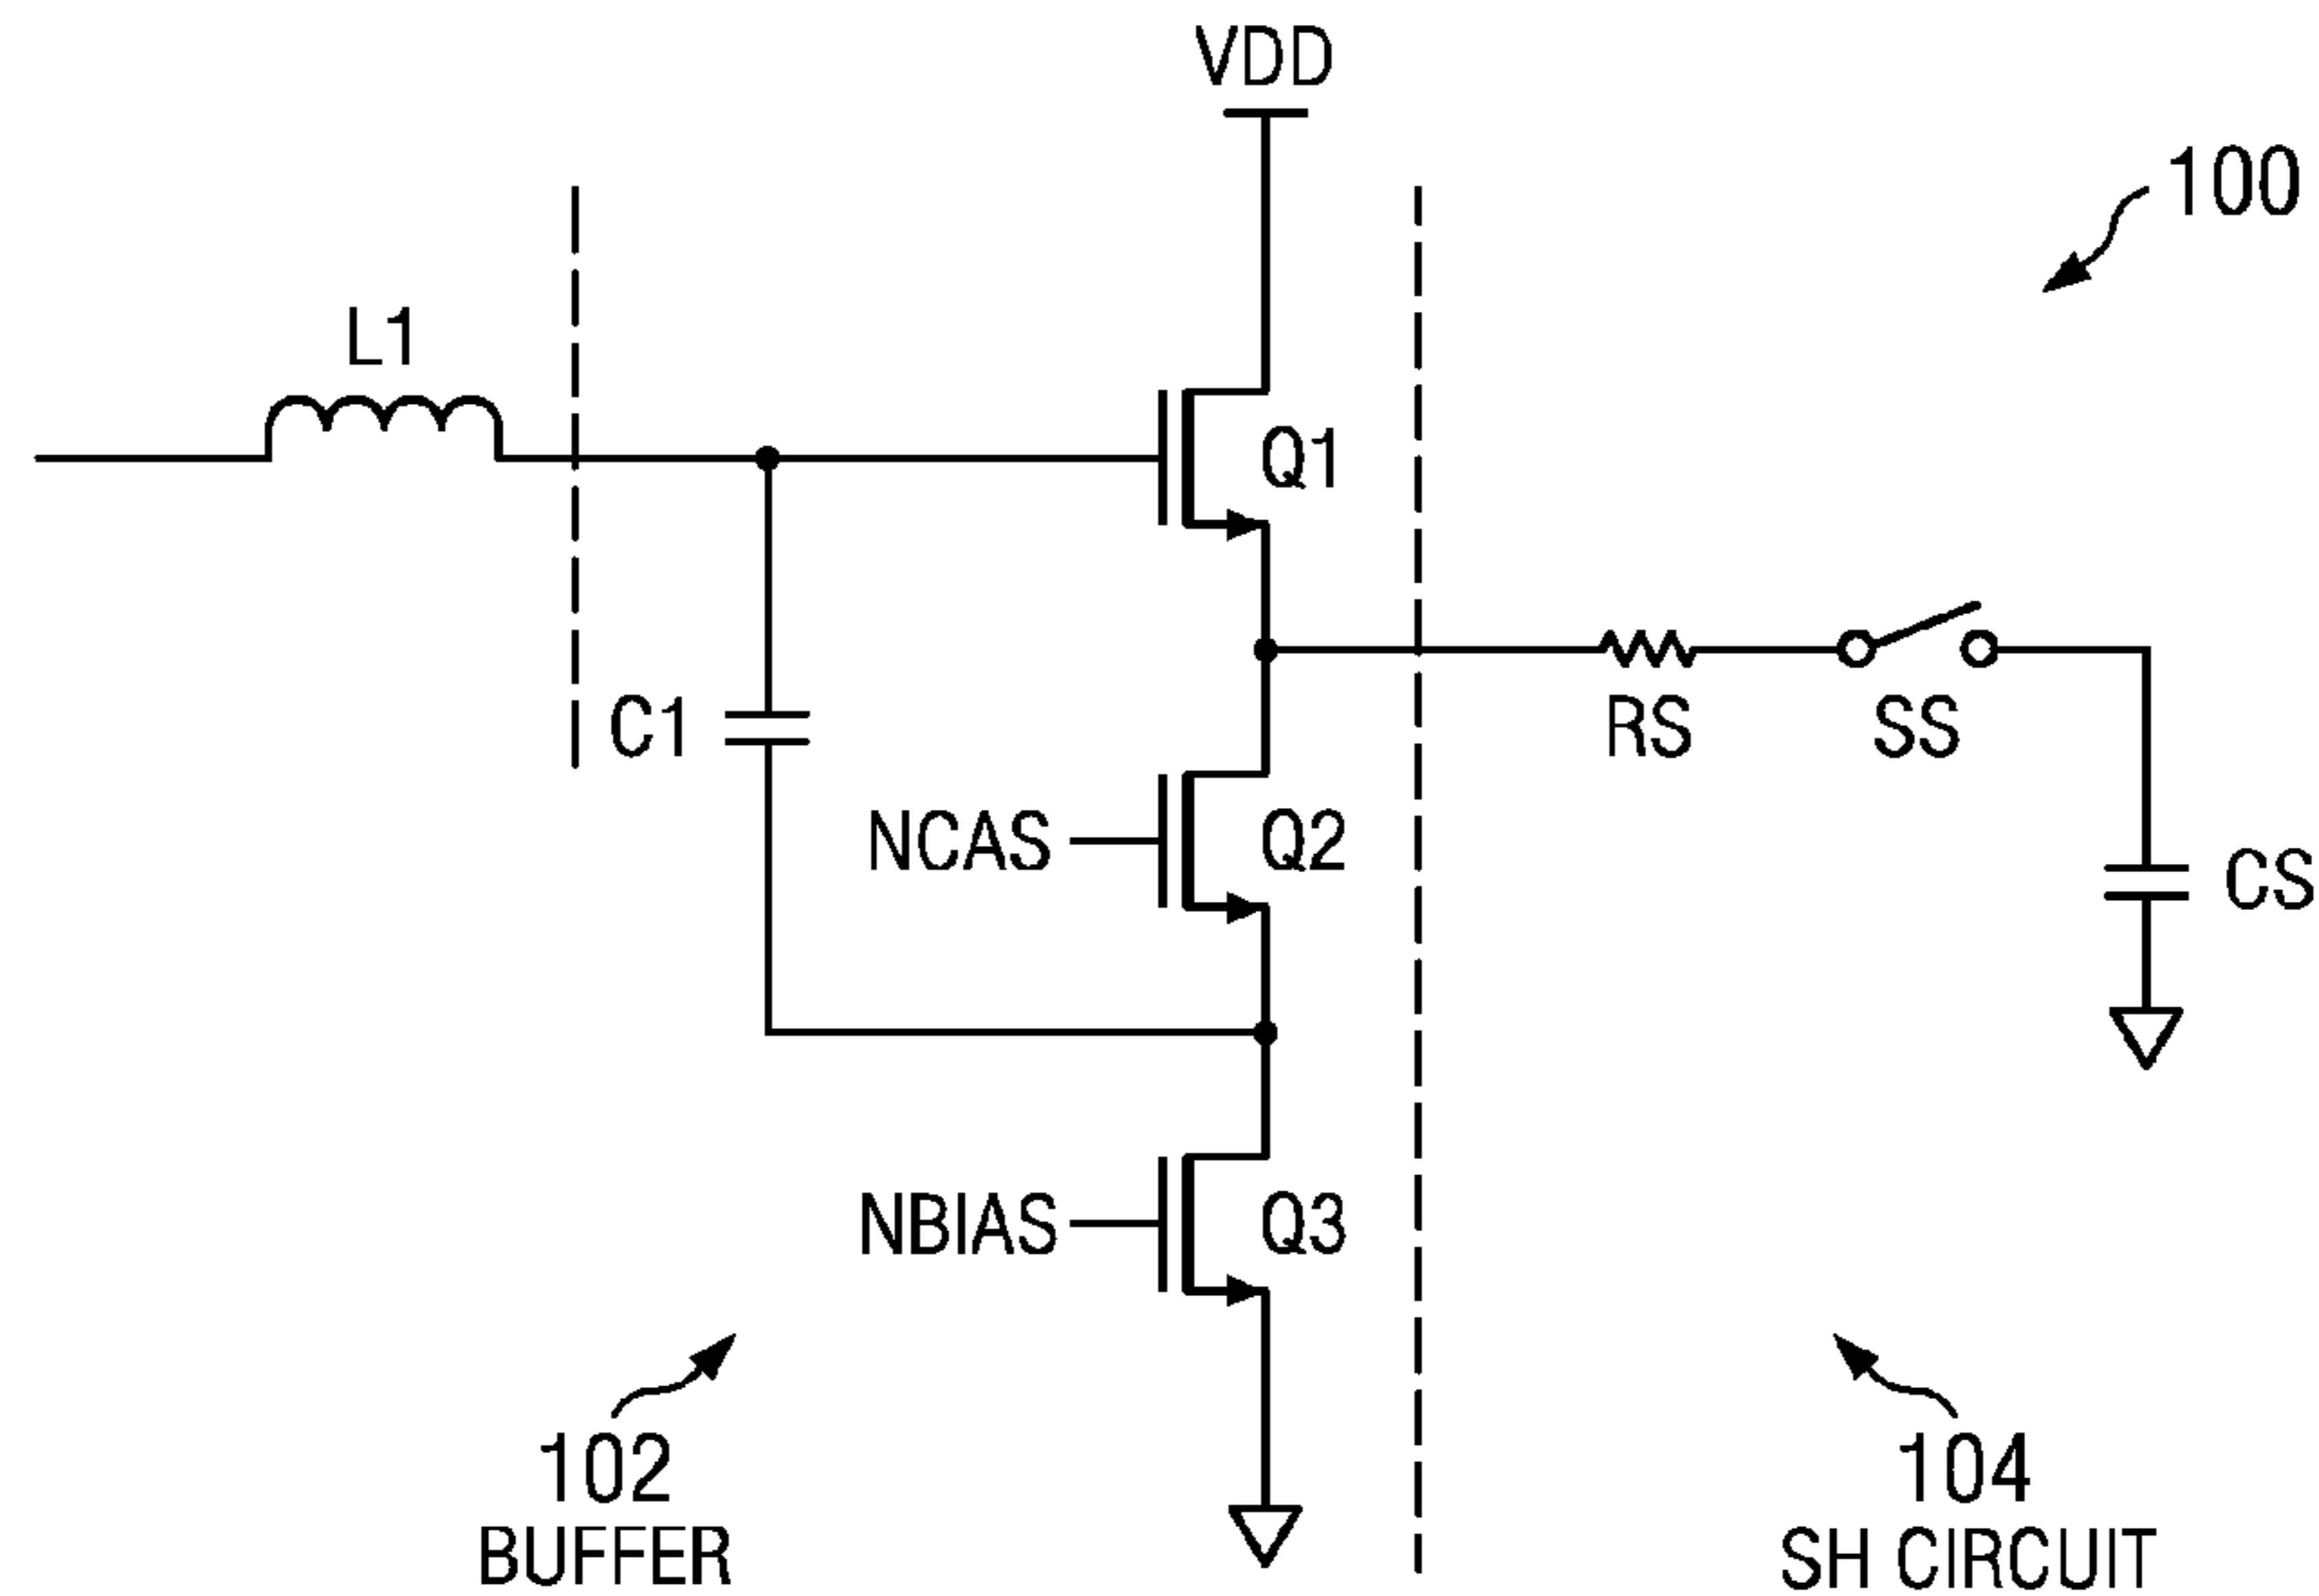 VDD
100
L1
Q1
C1
RS
SS
NCAS
Q2
CS
NBIAS
Q3
102
BUFFER
104
SH CIRCUIT